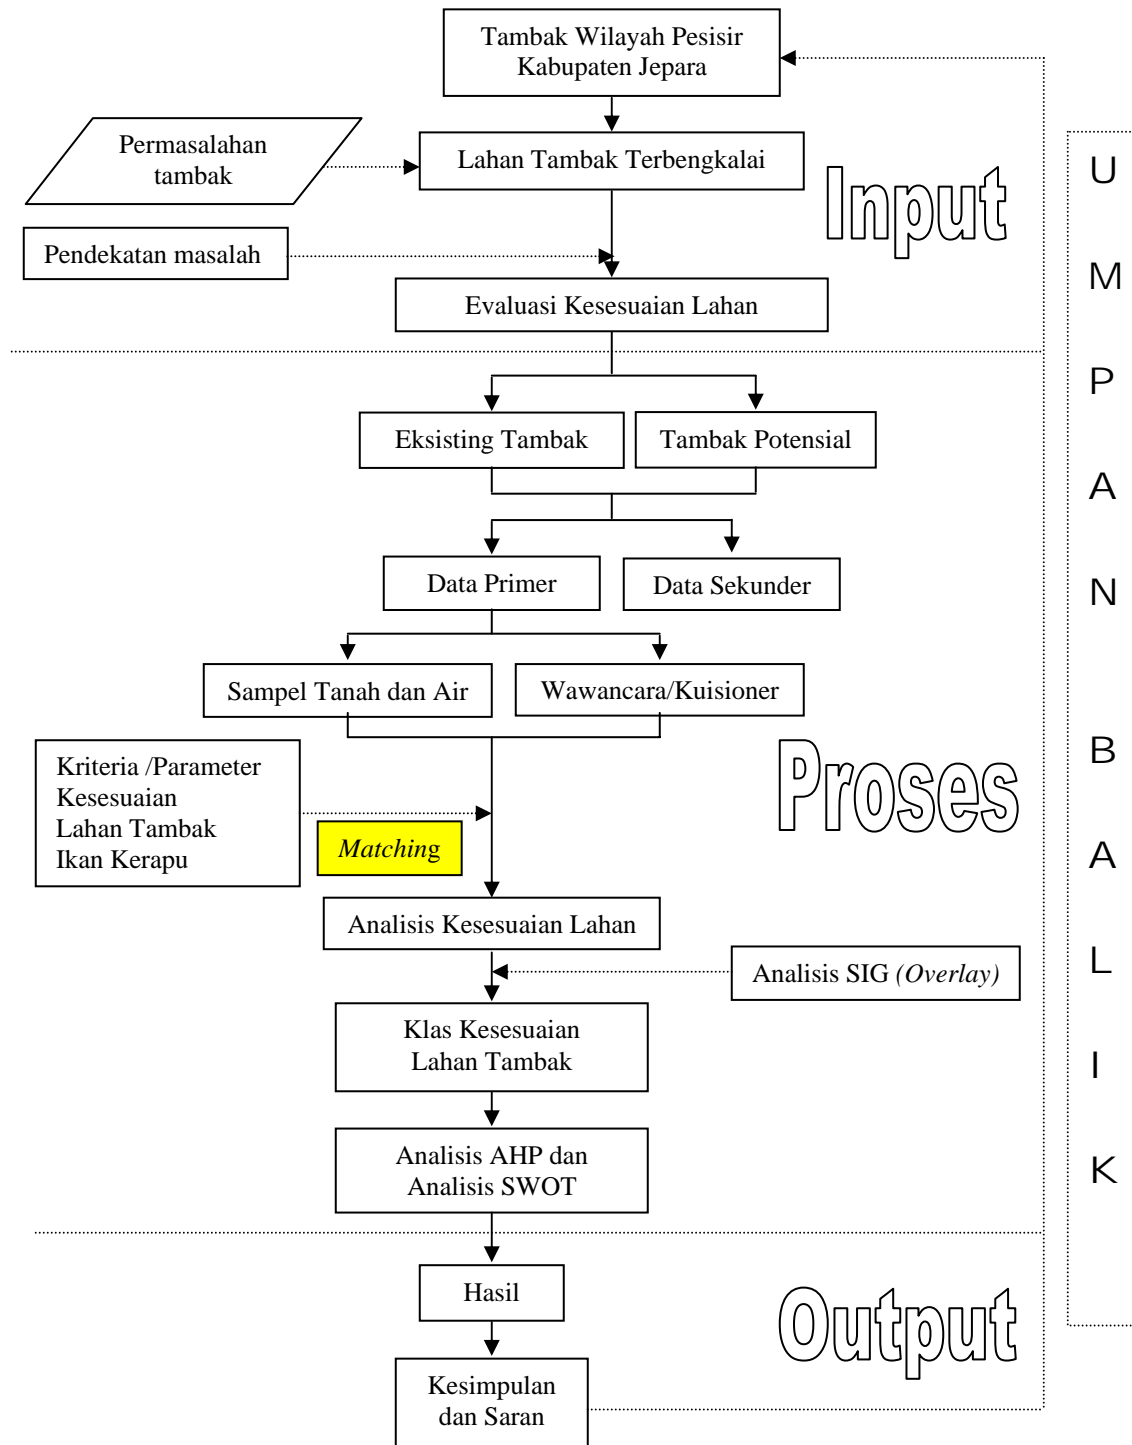 Tambak Wilayah Pesisir
Kabupaten Jepara
Permasalahan
tambak
Lahan Tambak Terbengkalai
Input
Pendekatan masalah
Evaluasi Kesesuaian Lahan
Eksisting Tambak
Tambak Potensial
Data Primer
Data Sekunder
Sampel Tanah dan Air
Wawancara/Kuisioner
Kriteria /Parameter
Kesesuaian
Lahan Tambak
Ikan Kerapu
Matching
Proses
Analisis Kesesuaian Lahan
Analisis SIG (Overlay)
Klas Kesesuaian
Lahan Tambak
Analisis AHP dan
Analisis SWOT
Hasil
Output
Kesimpulan
dan Saran
U
M
P
A
N
B
A
L
I
K